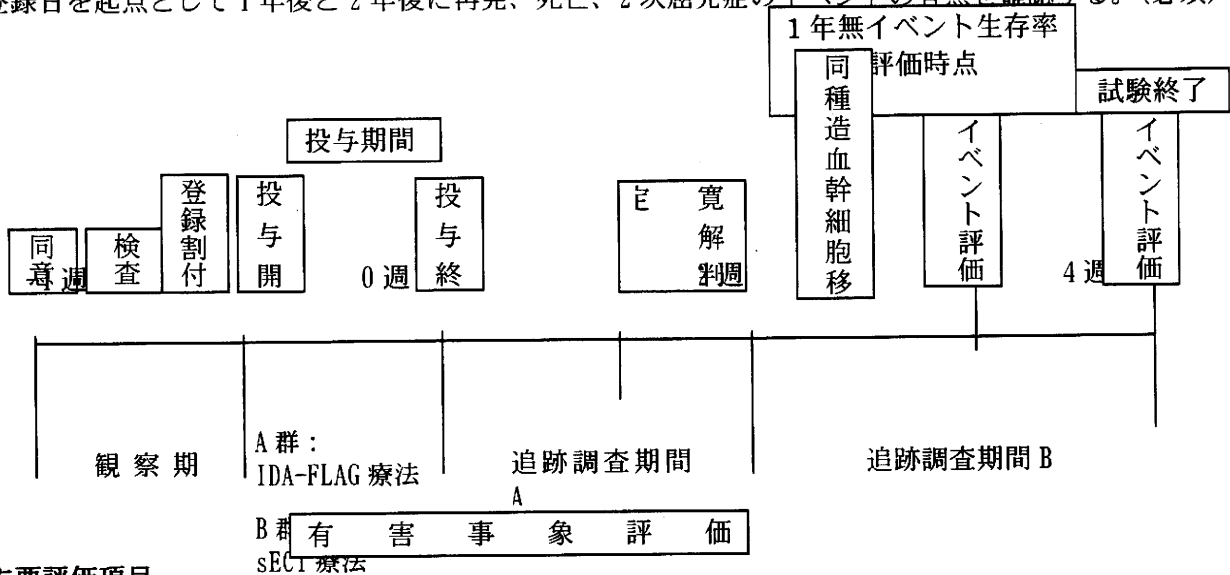 登録日を起点として1年後と2年後に再発、死亡、2次癌発症のイベントの有無を確認する。(必須)
1年無イベント生存率
評価時点
同種造血幹細胞移
試験終了
投与期間
イベント評価
イベント評価
登録割付
投与開
投与終
寛解判
同意
検査
週
0週
週
4週
観察期
A群:
IDA-FLAG療法
追跡調査期間
A
追跡調査期間B
B群
有害事象評価
療法
主要評価項目